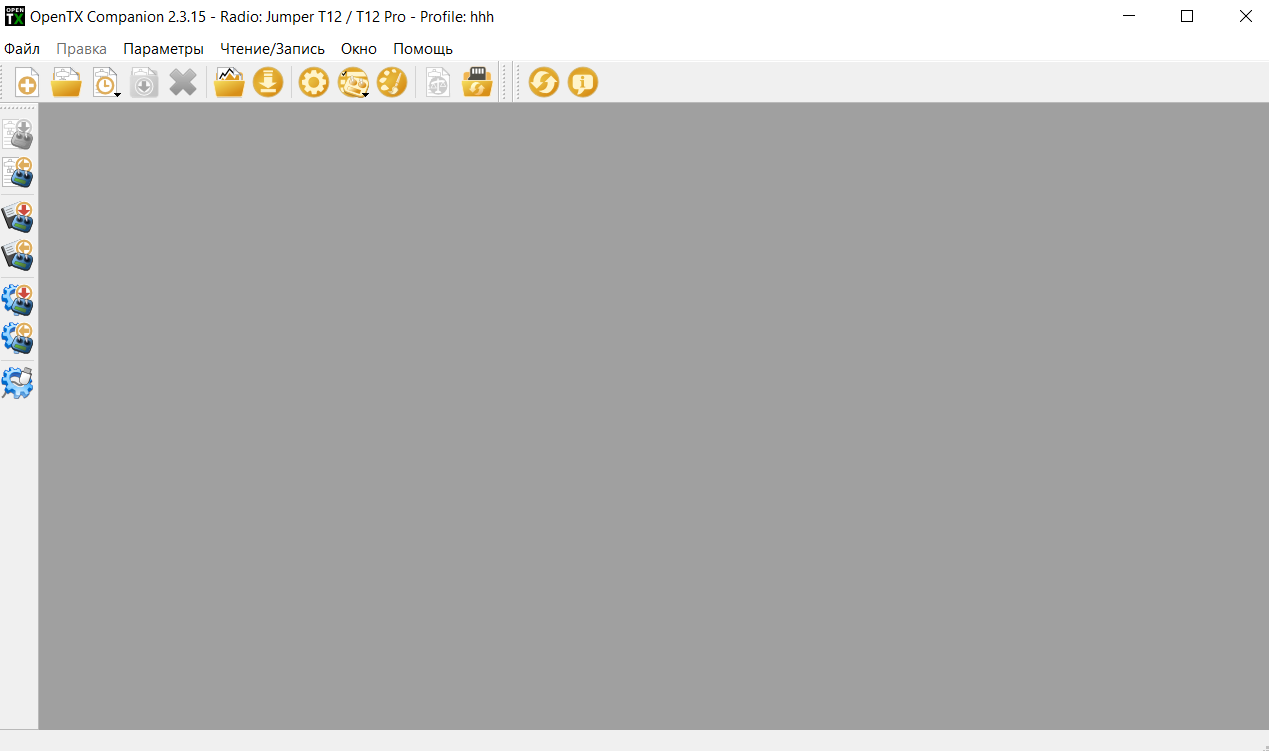 OPEN
TX
OpenTX Companion 2.3.15 - Radio: Jumper T12 / T12 Pro - Profile: hhh
Файл Правка Параметры Чтение/Запись Окно Помощь